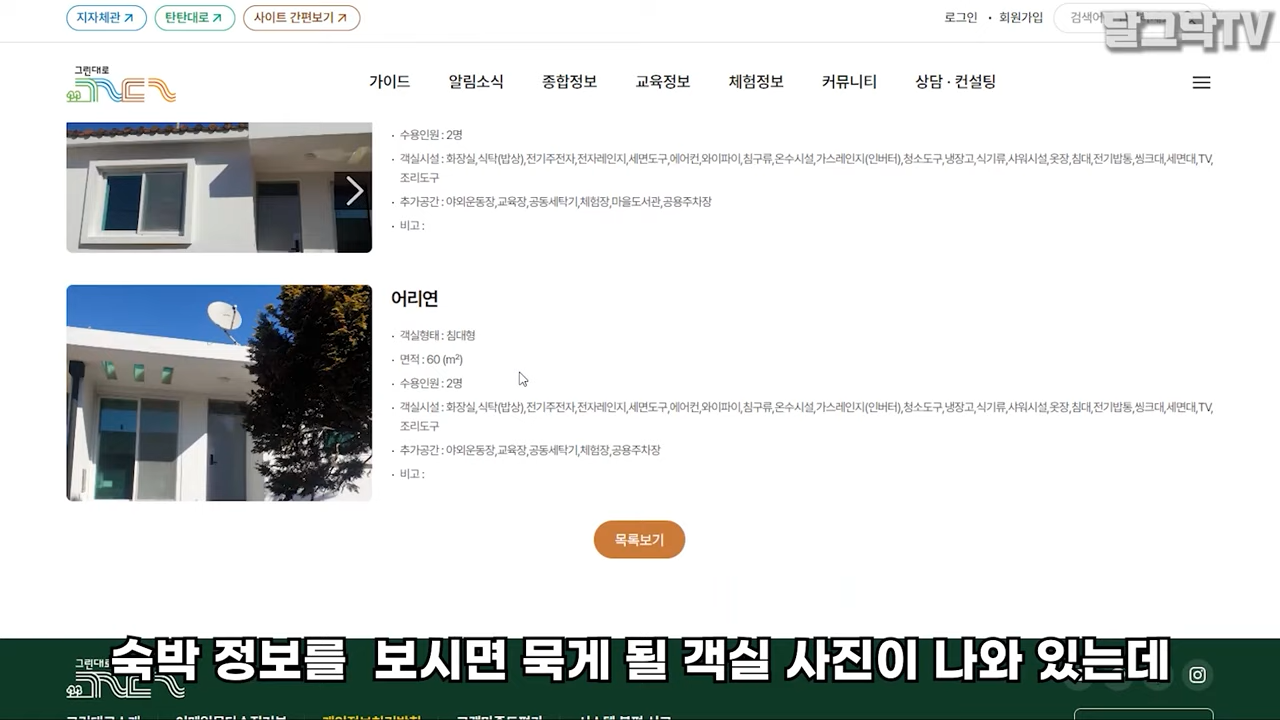 지자체관
탄탄대로
사이트 간편보기
로그인 · 회원가입
검색어
달그닥TV
그린대로
가이드 알림소식 종합정보 교육정보 체험정보 커뮤니티 상담 · 컨설팅
· 수용인원 : 2명
· 객실시설 : 화장실,식탁(밥상),전기주전자,전자레인지,세면도구,에어컨,와이파이,침구류,온수시설,가스레인지(인버터),청소도구,냉장고,식기류,샤워시설,옷장,침대,전기밥통,씽크대,세면대,TV,
조리도구
· 추가공간 : 야외운동장,교육장,공동세탁기,체험장,마을도서관,공용주차장
· 비고 :
어리연
· 객실형태 : 침대형
· 면적 : 60 (m²)
· 수용인원 : 2명
· 객실시설 : 화장실,식탁(밥상),전기주전자,전자레인지,세면도구,에어컨,와이파이,침구류,온수시설,가스레인지(인버터),청소도구,냉장고,식기류,샤워시설,옷장,침대,전기밥통,씽크대,세면대,TV,
조리도구
· 추가공간 : 야외운동장,교육장,공동세탁기,체험장,공용주차장
· 비고 :
목록보기
숙박 정보를 보시면 묵게 될 객실 사진이 나와 있는데